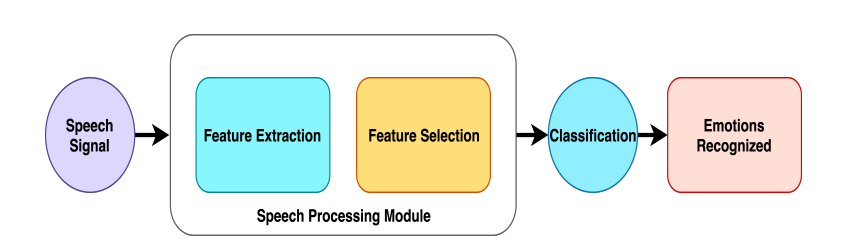 Speech
Signal
Feature Extraction
Feature Selection
Speech Processing Module
Classification
Emotions
Recognized